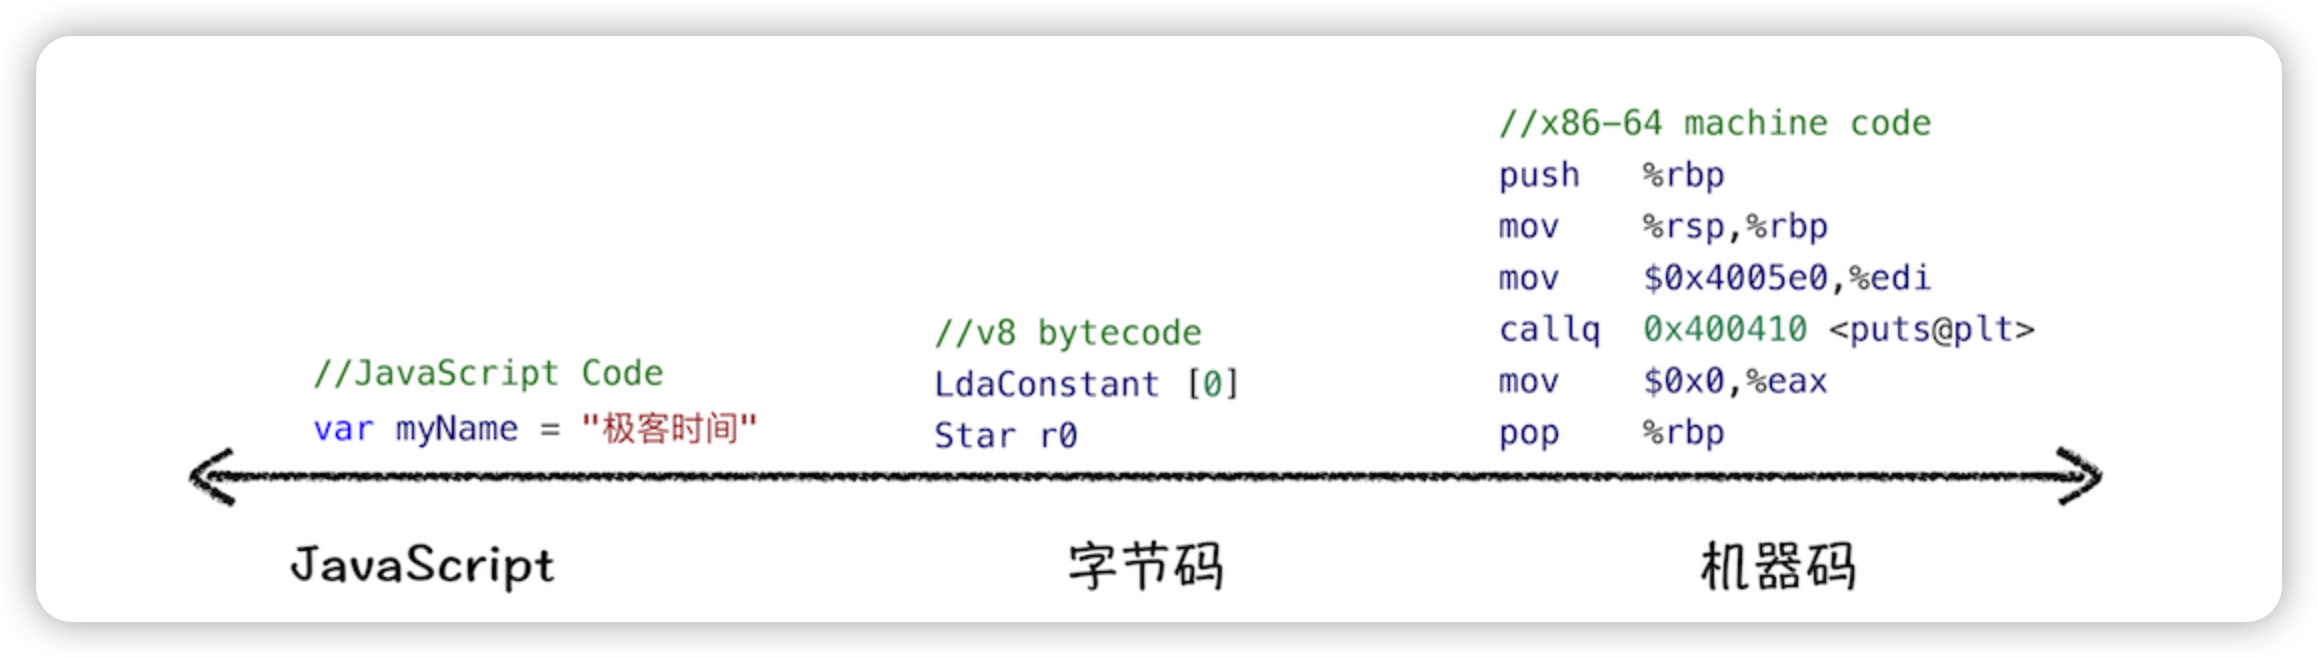 //JavaScript Code
var myName = "极客时间"
//v8 bytecode
LdaConstant [0]
Star r0
//x86-64 machine code
push   %rbp
mov    %rsp,%rbp
mov    $0x4005e0,%edi
callq  0x400410 <puts@plt>
mov    $0x0,%eax
pop    %rbp
JavaScript
字节码
机器码